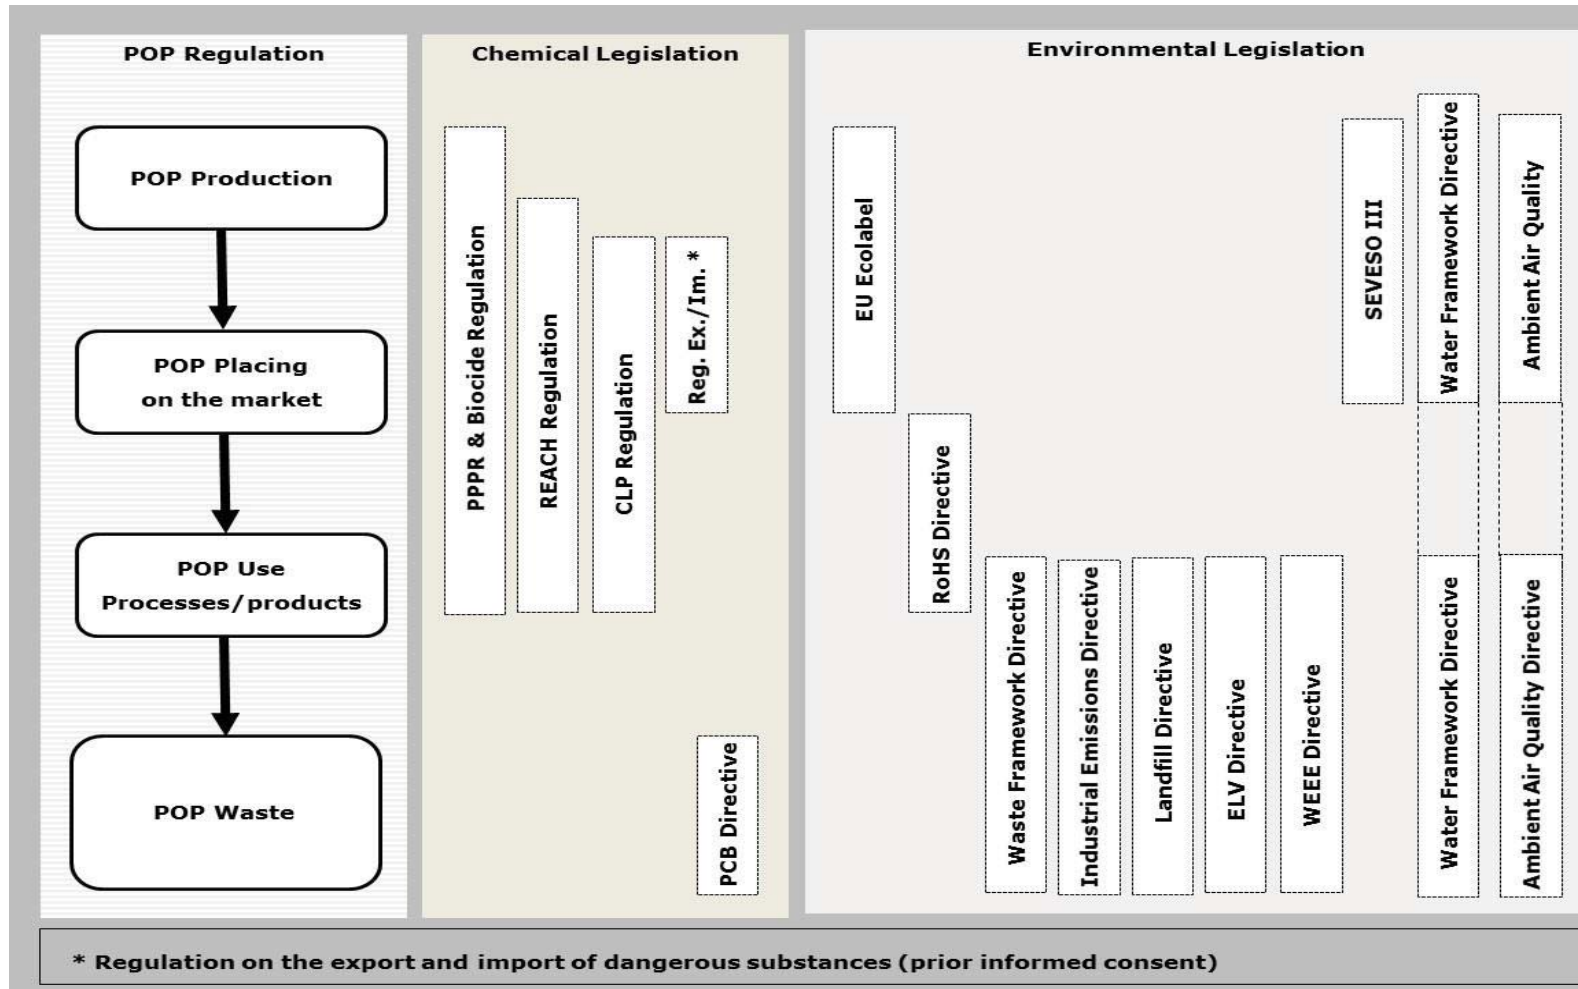 POP Regulation
POP Production
POP Placing
on the market
POP Use
Processes/products
POP Waste
Chemical Legislation
PPPR & Biocide Regulation
REACH Regulation
CLP Regulation
Reg. Ex./Im. *
PCB Directive
Environmental Legislation
EU Ecolabel
RoHS Directive
Waste Framework Directive
Industrial Emissions Directive
Landfill Directive
ELV Directive
WEEE Directive
SEVESO III
Water Framework Directive
Ambient Air Quality
Water Framework Directive
Ambient Air Quality Directive
* Regulation on the export and import of dangerous substances (prior informed consent)